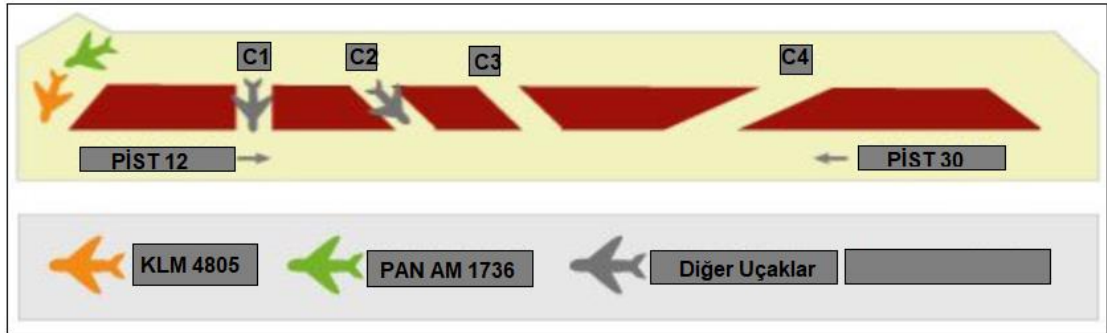 C1 C2 C3 C4
PİST 12 PİST 30
KLM 4805 PAN AM 1736 Diğer Uçaklar